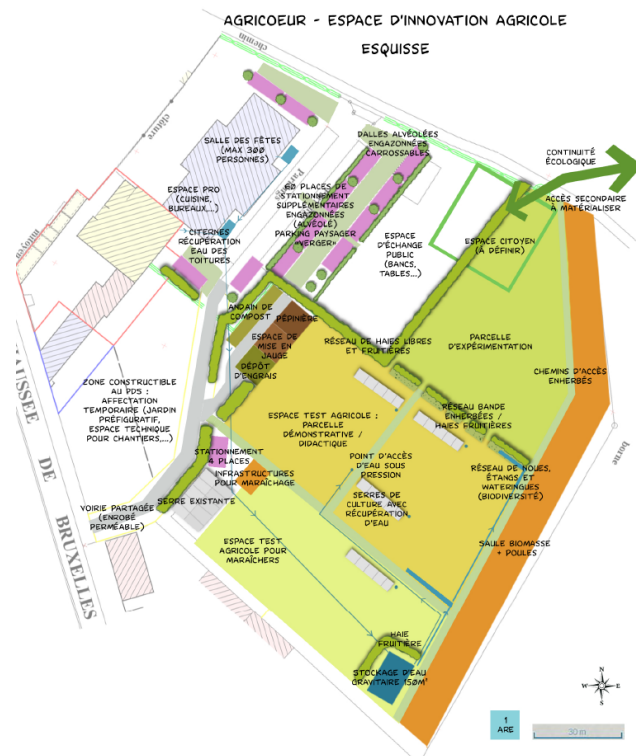 AGRICOEUR - ESPACE D'INNOVATION AGRICOLE
ESQUISSE
chemin
clôture
SALLE DES FÊTES
(MAX 300
PERSONNES)
DALLES ALVÉOLÉES
ENGAZONNÉES
CARROSSABLES
CONTINUITÉ
ÉCOLOGIQUE
ACCÈS SECONDAIRE
À MATÉRIALISER
ESPACE PRO
(CUISINE,
BUREAUX,...)
60 PLACES DE
STATIONNEMENT
SUPPLÉMENTAIRES
ENGAZONNÉES
(ALVÉOLÉ)
PARKING PAYSAGER
"VERGER"
CITERNES
RÉCUPÉRATION
EAU DES
TOITURES
ESPACE
D'ÉCHANGE
PUBLIC
(BANCS,
TABLES...)
ESPACE CITOYEN
(À DÉFINIR)
ANDAIN DE
COMPOST
PÉPINIÈRE
ESPACE DE
MISE EN
JAUGE
DÉPÔT
D'ENGRAIS
RÉSEAU DE HAIES LIBRES
ET FRUITIÈRES
PARCELLE
D'EXPÉRIMENTATION
CHEMINS D'ACCÈS
ENHERBÉS
ZONE CONSTRUCTIBLE
AU PDS :
AFFECTATION
TEMPORAIRE (JARDIN
PRÉFIGURATIF,
ESPACE TECHNIQUE
POUR CHANTIERS,...)
ESPACE TEST AGRICOLE :
PARCELLE
DÉMONSTRATIVE /
DIDACTIQUE
RÉSEAU BANDE
ENHERBÉES /
HAIES FRUITIÈRES
borne
STATIONNEMENT
4 PLACES
INFRASTRUCTURES
POUR MARAÎCHAGE
POINT D'ACCÈS
D'EAU SOUS
PRESSION
RÉSEAU DE NOUES,
ÉTANGS ET
WATERINGUES
(BIODIVERSITÉ)
SERRE EXISTANTE
SERRES DE
CULTURE AVEC
RÉCUPÉRATION
D'EAU
VOIRIE PARTAGÉE
(ENROBÉ
PERMÉABLE)
ESPACE TEST
AGRICOLE POUR
MARAÎCHERS
SAULE BIOMASSE
+ POULES
DE
BRUXELLES
HAIE
FRUITIÈRE
STOCKAGE D'EAU
GRAVITAIRE 150M³
N
W
E
S
1
ARE
30 m